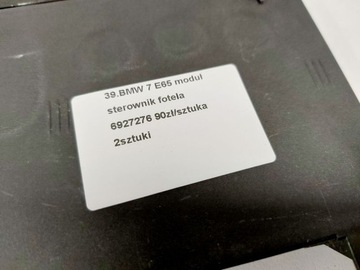 39.BMW 7 E65 moduł
sterownik fotela
6927276 90zł/sztuka
2sztuki